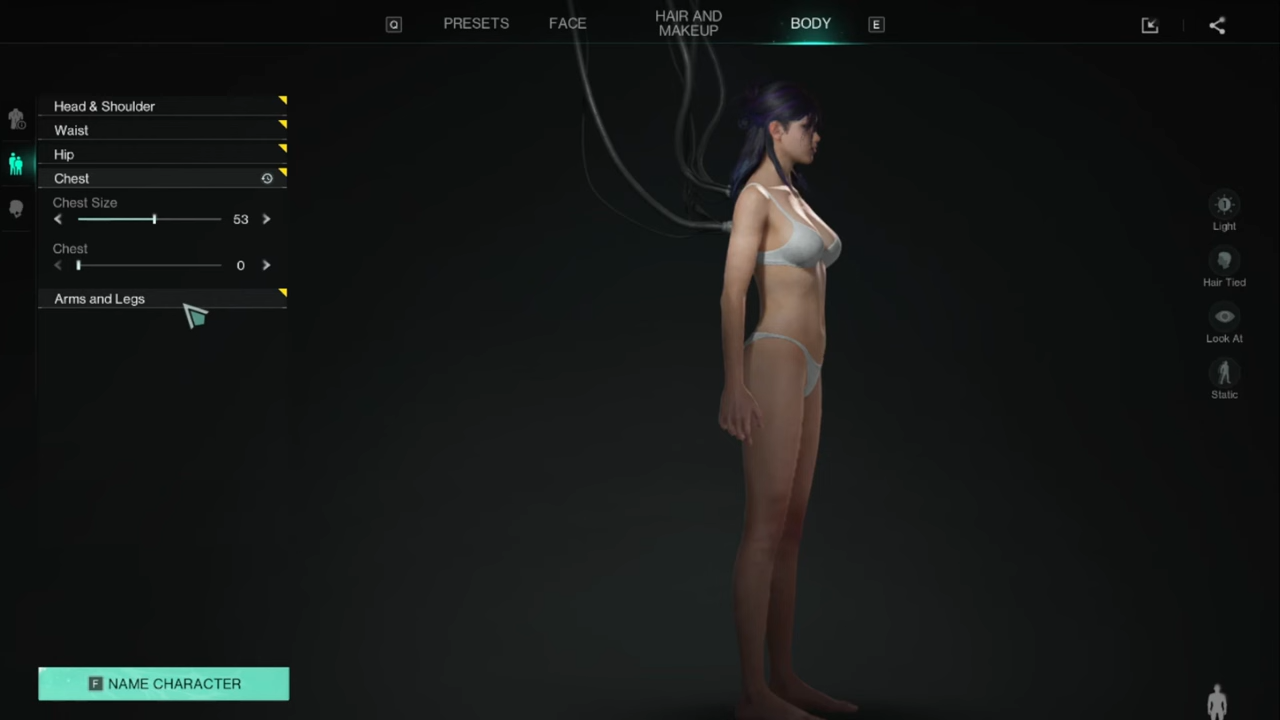 Q
PRESETS
FACE
HAIR AND
MAKEUP
BODY
E
Head & Shoulder
Waist
Hip
Chest
Chest Size
53
Chest
0
Arms and Legs
Light
Hair Tied
Look At
Static
F NAME CHARACTER